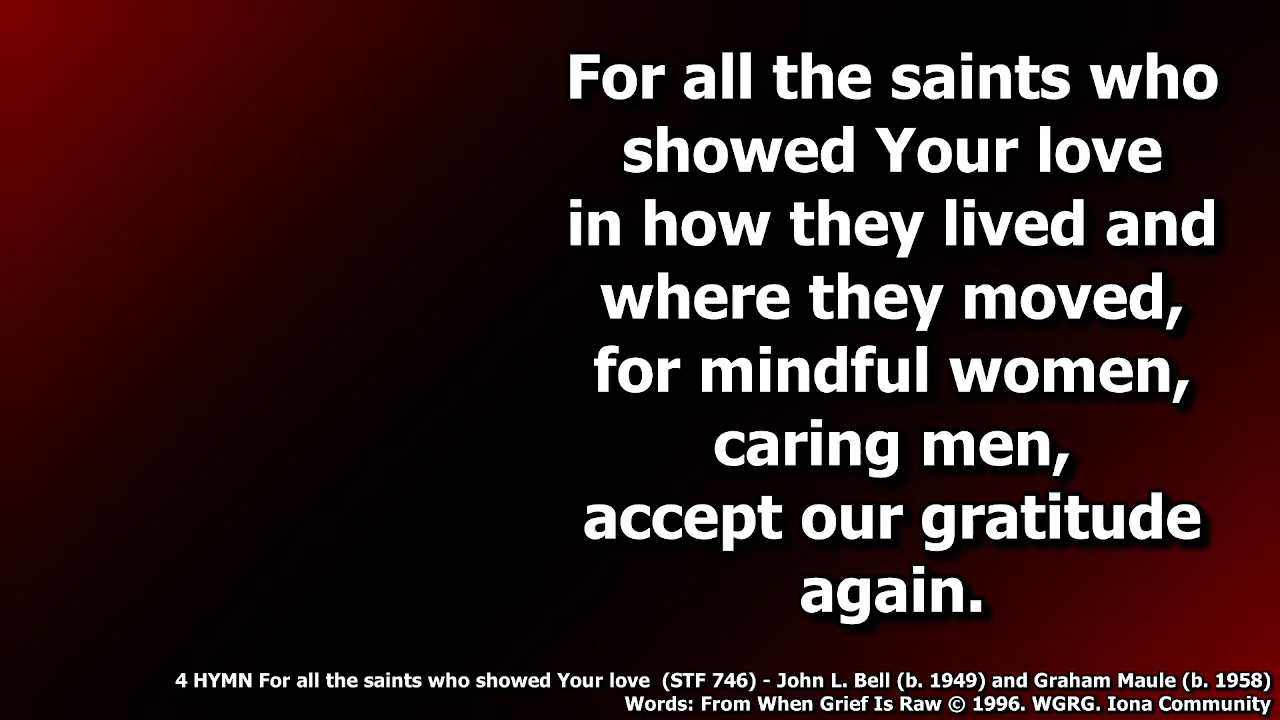 For all the saints who
showed Your love
in how they lived and
where they moved,
for mindful women,
caring men,
accept our gratitude
again.
4 HYMN For all the saints who showed Your love  (STF 746) - John L. Bell (b. 1949) and Graham Maule (b. 1958)
Words: From When Grief Is Raw © 1996. WGRG. Iona Community